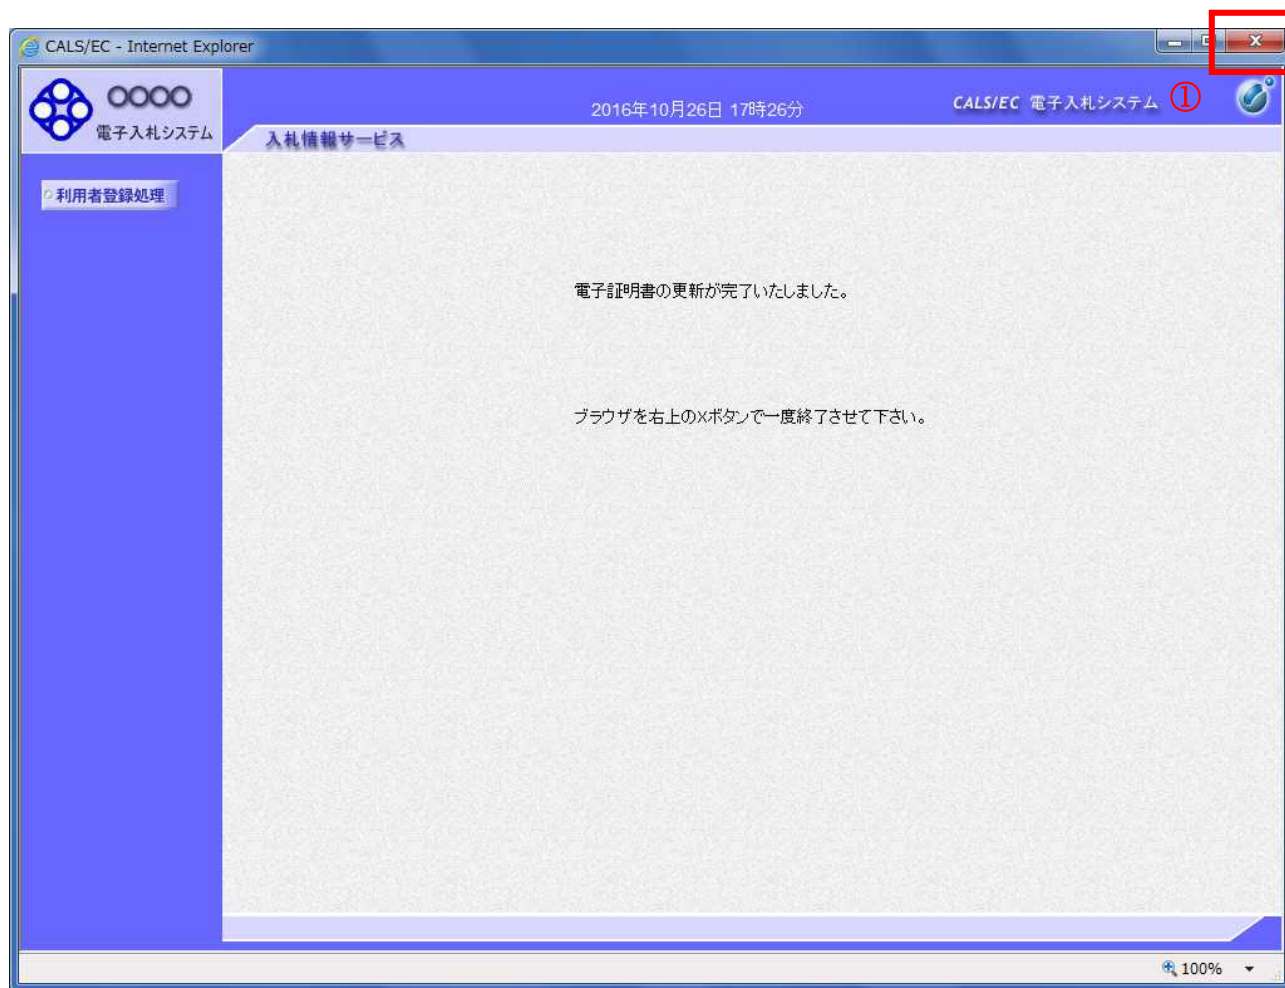 CALS/EC - Internet Explorer
〇〇〇〇
電子入札システム
2016年10月26日 17時26分
CALS/EC 電子入札システム
①
入札情報サービス
利用者登録処理
電子証明書の更新が完了いたしました。
ブラウザを右上の×ボタンで一度終了させて下さい。
100%